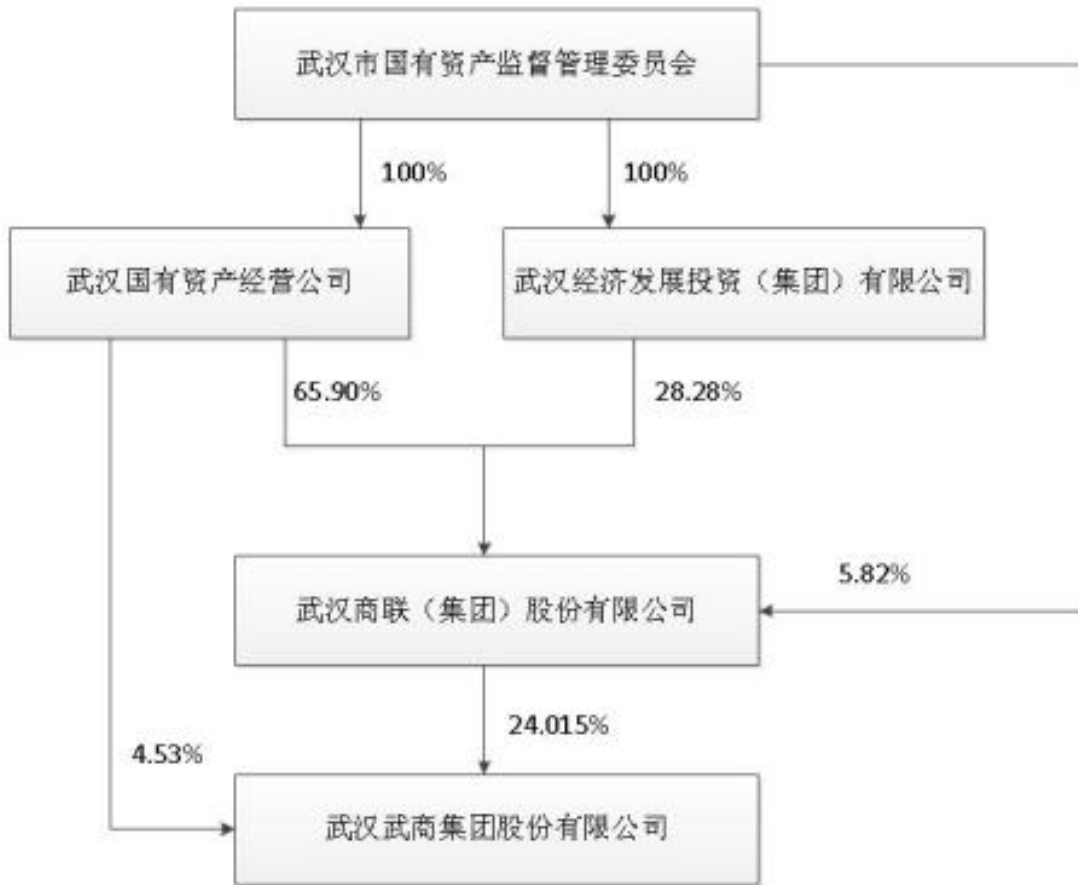 武汉市国有资产监督管理委员会
100%
100%
武汉国有资产经营公司
武汉经济发展投资（集团）有限公司
65.90%
28.28%
武汉商联（集团）股份有限公司
5.82%
24.015%
4.53%
武汉武商集团股份有限公司